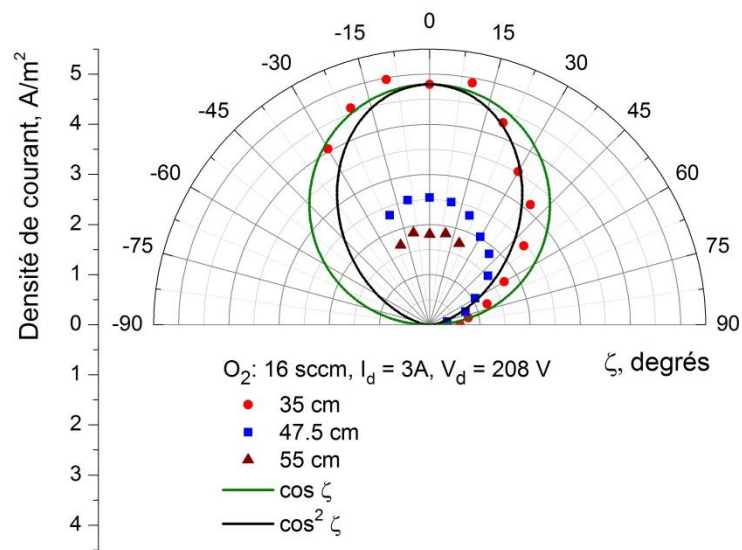 0
-15
15
-30
30
-45
45
-60
60
-75
75
-90
90
5
4
3
2
1
0
1
2
3
4
Densité de courant, A/m²
ζ, degrés
O₂: 16 sccm, I_d = 3A, V_d = 208 V
35 cm
47.5 cm
55 cm
cos ζ
cos² ζ